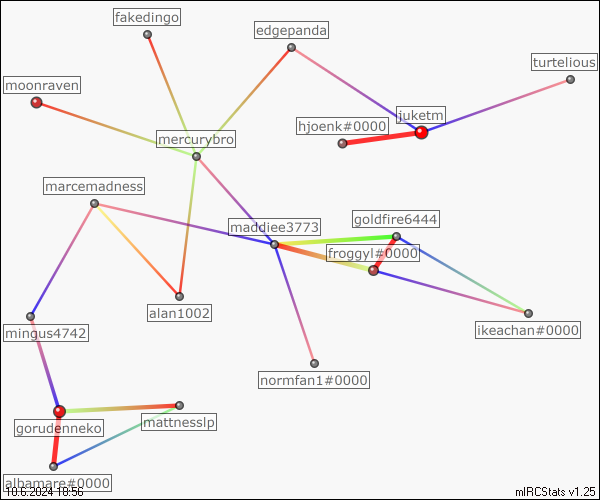 fakedingo
edgepanda
turtelious
moonraven
juketm
hjoenk#0000
mercurybro
marcemadness
goldfire6444
maddiee3773
froggyl#0000
alan1002
ikeachan#0000
mingus4742
normfan1#0000
mattnesslp
gorudenneko
albamare#0000
10.6.2024 18:56
mIRCStats v1.25